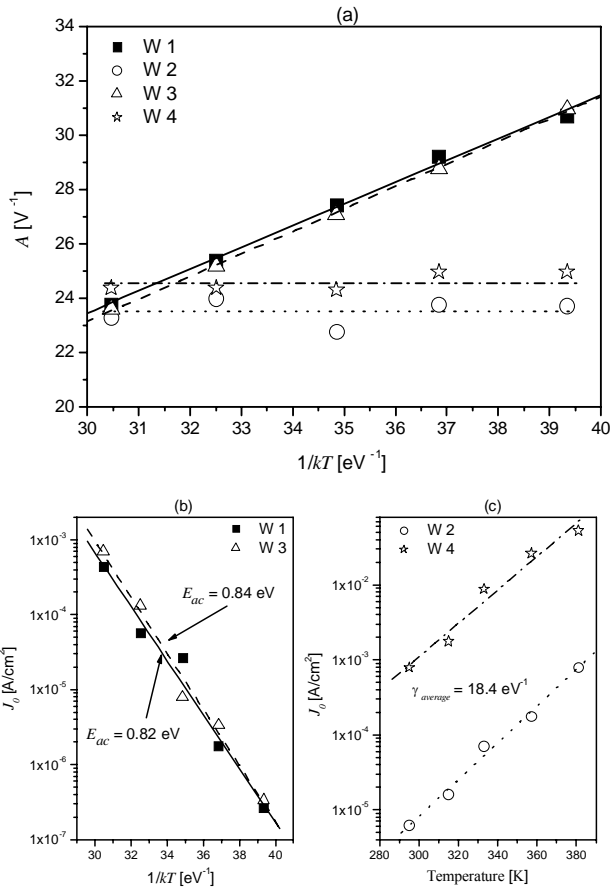 (a)
34
32
30
28
26
24
22
20
A [V⁻¹]
W 1
W 2
W 3
W 4
30 31 32 33 34 35 36 37 38 39 40
1/kT [eV⁻¹]
(b)
1x10⁻³
1x10⁻⁴
1x10⁻⁵
1x10⁻⁶
1x10⁻⁷
J₀ [A/cm²]
W 1
W 3
E_ac = 0.84 eV
E_ac = 0.82 eV
30 32 34 36 38 40
1/kT [eV⁻¹]
(c)
1x10⁻²
1x10⁻³
1x10⁻⁴
1x10⁻⁵
J₀ [A/cm²]
W 2
W 4
γ average = 18.4 eV⁻¹
280 300 320 340 360 380
Temperature [K]